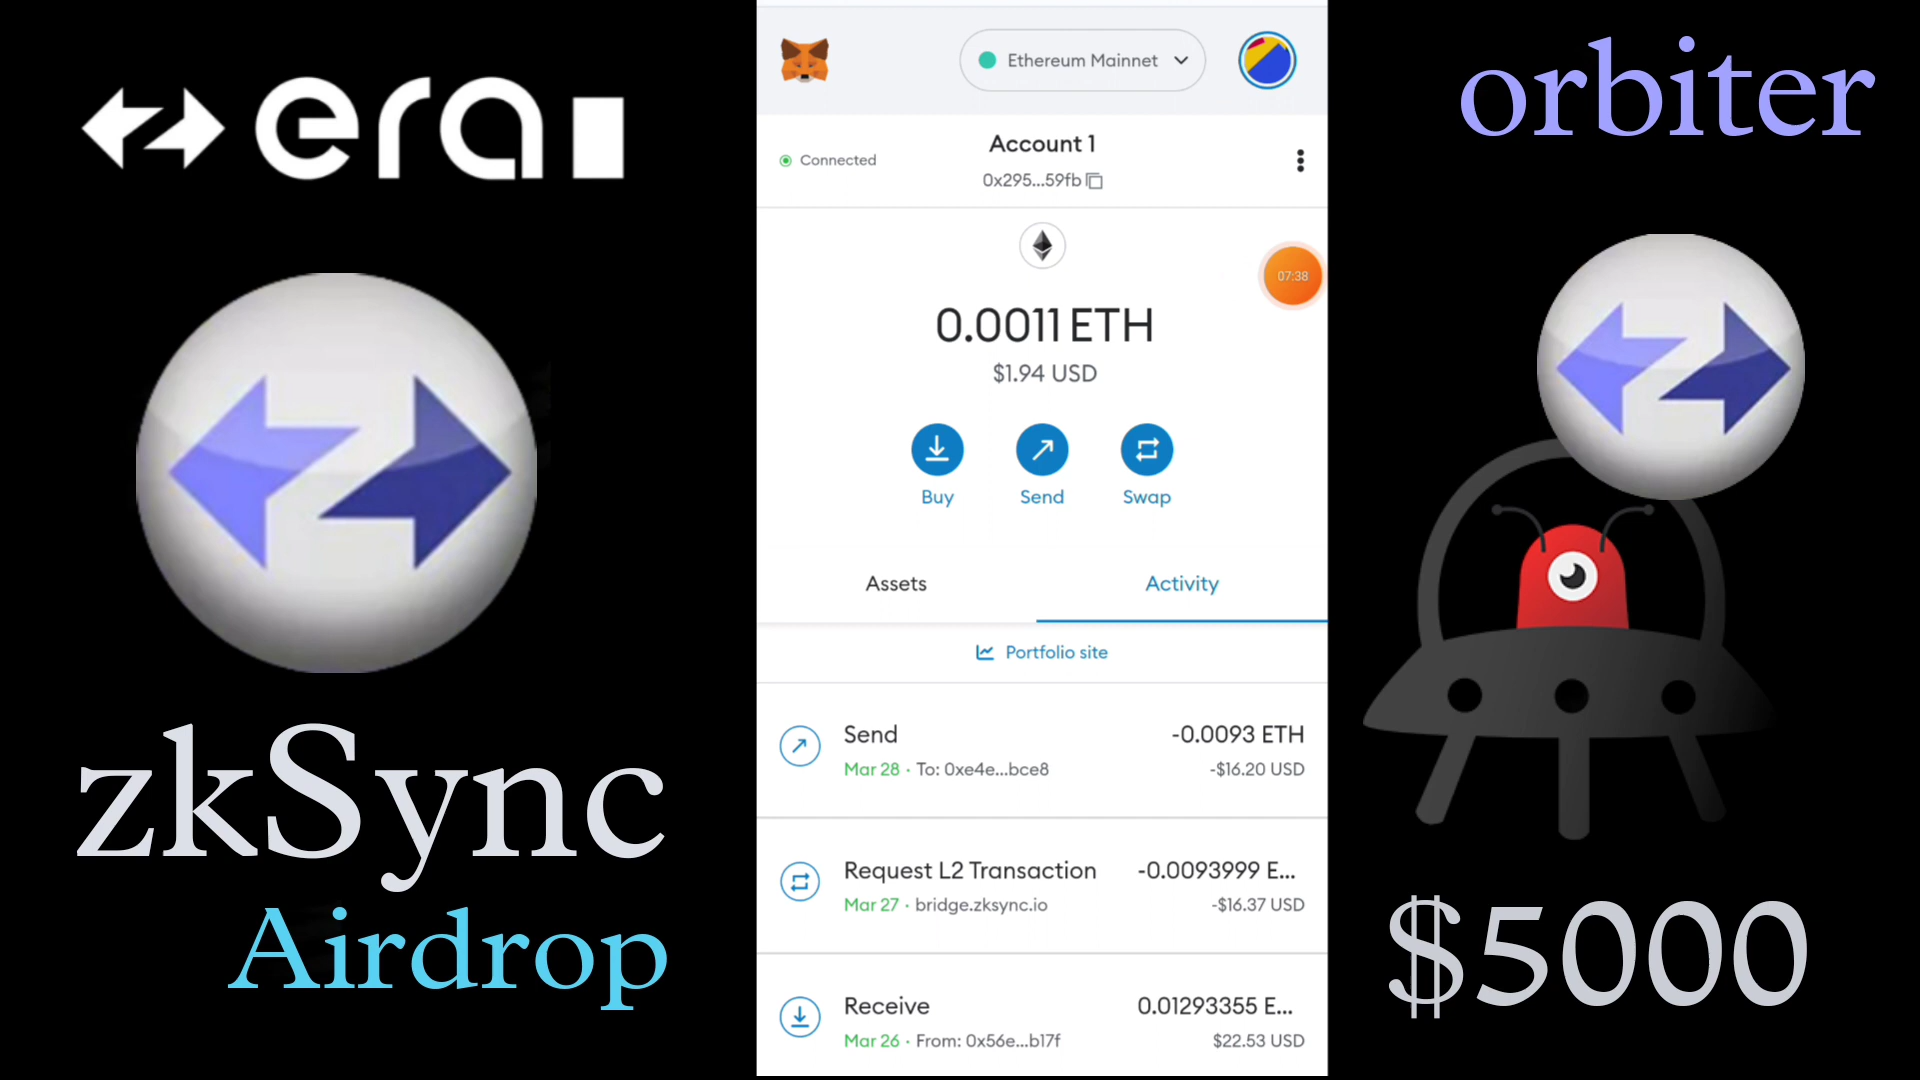 era
zkSync
Airdrop
Ethereum Mainnet
Connected
Account 1
0x295...59fb
07:38
0.0011 ETH
$1.94 USD
Buy
Send
Swap
Assets
Activity
Portfolio site
Send
-0.0093 ETH
Mar 28 · To: 0xe4e...bce8
-$16.20 USD
Request L2 Transaction
-0.0093999 E...
Mar 27 · bridge.zksync.io
-$16.37 USD
Receive
0.01293355 E...
Mar 26 · From: 0x56e...b17f
$22.53 USD
orbiter
$5000